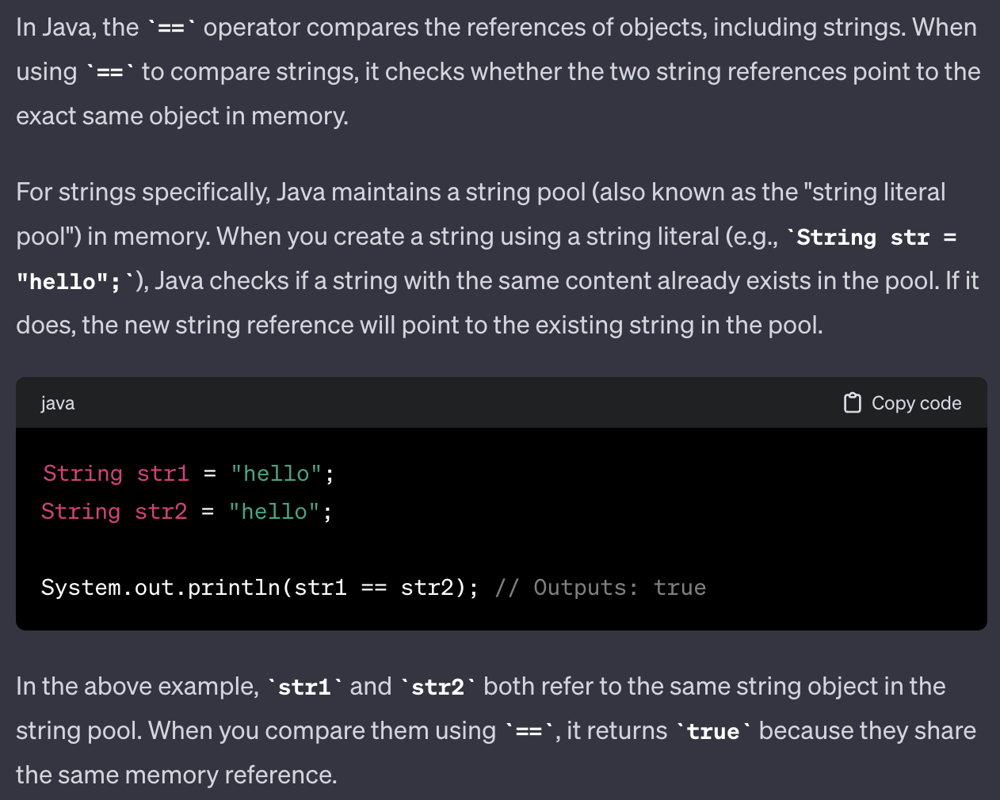 In Java, the `==` operator compares the references of objects, including strings. When
using `==` to compare strings, it checks whether the two string references point to the
exact same object in memory.
For strings specifically, Java maintains a string pool (also known as the "string literal
pool") in memory. When you create a string using a string literal (e.g., `String str =
"hello";`), Java checks if a string with the same content already exists in the pool. If it
does, the new string reference will point to the existing string in the pool.
java
Copy code
String str1 = "hello";
String str2 = "hello";
System.out.println(str1 == str2); // Outputs: true
In the above example, `str1` and `str2` both refer to the same string object in the
string pool. When you compare them using `==`, it returns `true` because they share
the same memory reference.